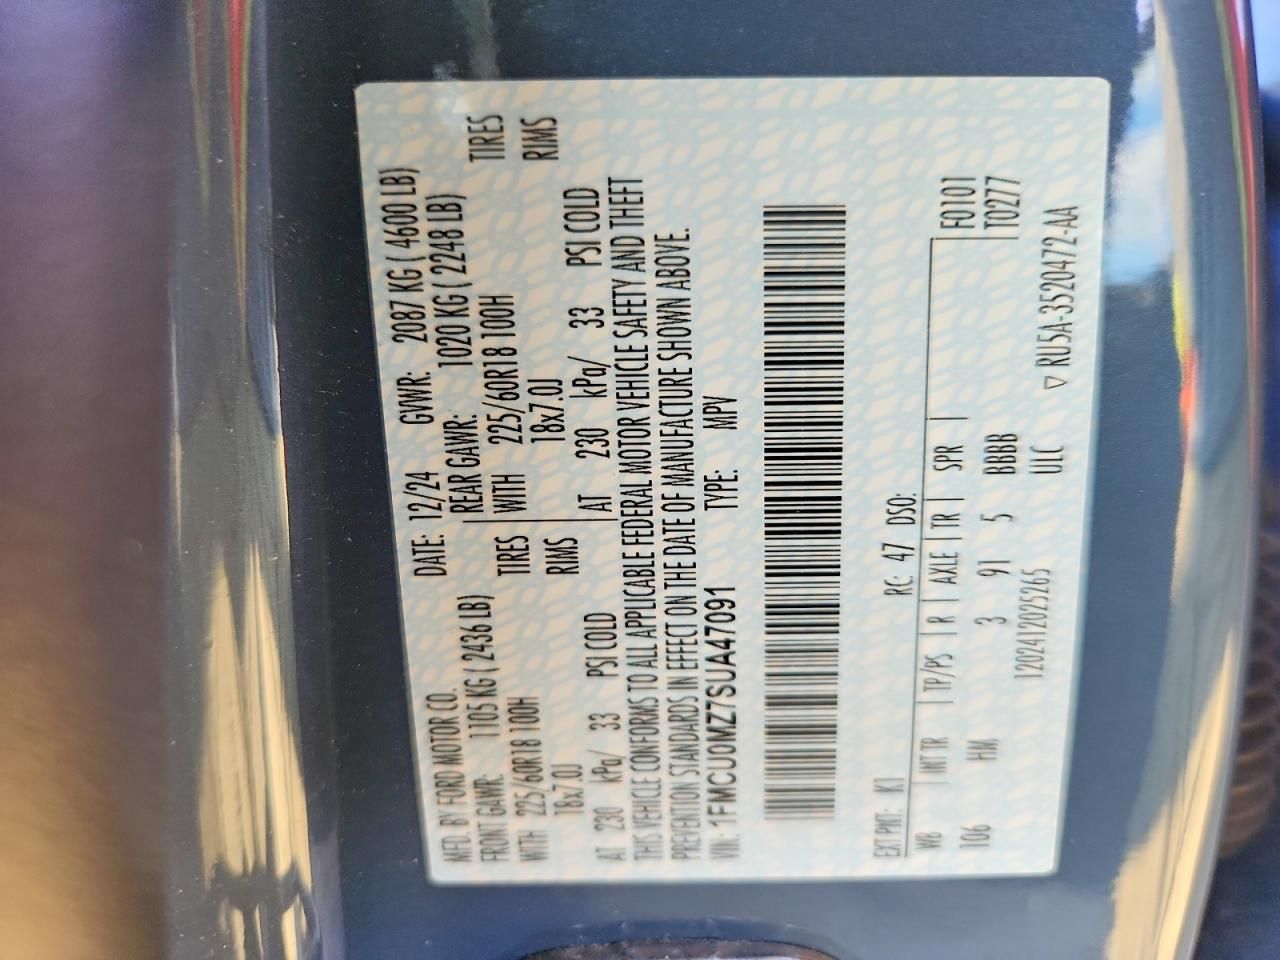 MFD. BY FORD MOTOR CO. DATE: 12/24 GVWR: 2087 KG ( 4600 LB)
FRONT GAWR: 1105 KG ( 2436 LB) REAR GAWR: 1020 KG ( 2248 LB)
WITH 225/60R18 100H TIRES WITH 225/60R18 100H TIRES
18x7.0J RIMS 18x7.0J RIMS
AT 230 kPa/ 33 PSI COLD AT 230 kPa/ 33 PSI COLD
THIS VEHICLE CONFORMS TO ALL APPLICABLE FEDERAL MOTOR VEHICLE SAFETY AND THEFT
PREVENTION STANDARDS IN EFFECT ON THE DATE OF MANUFACTURE SHOWN ABOVE.
VIN: 1FMCU0MZ7SUA47091 TYPE: MPV
EXT PNT: K1 RC: 47 DSO:
WB | INT TR | TP/PS | R | AXLE | TR | SPR | F0101
106 HM 3 91 5 BBBB T0277
1202412025265 UTC ▽ RU5A-3520472-AA